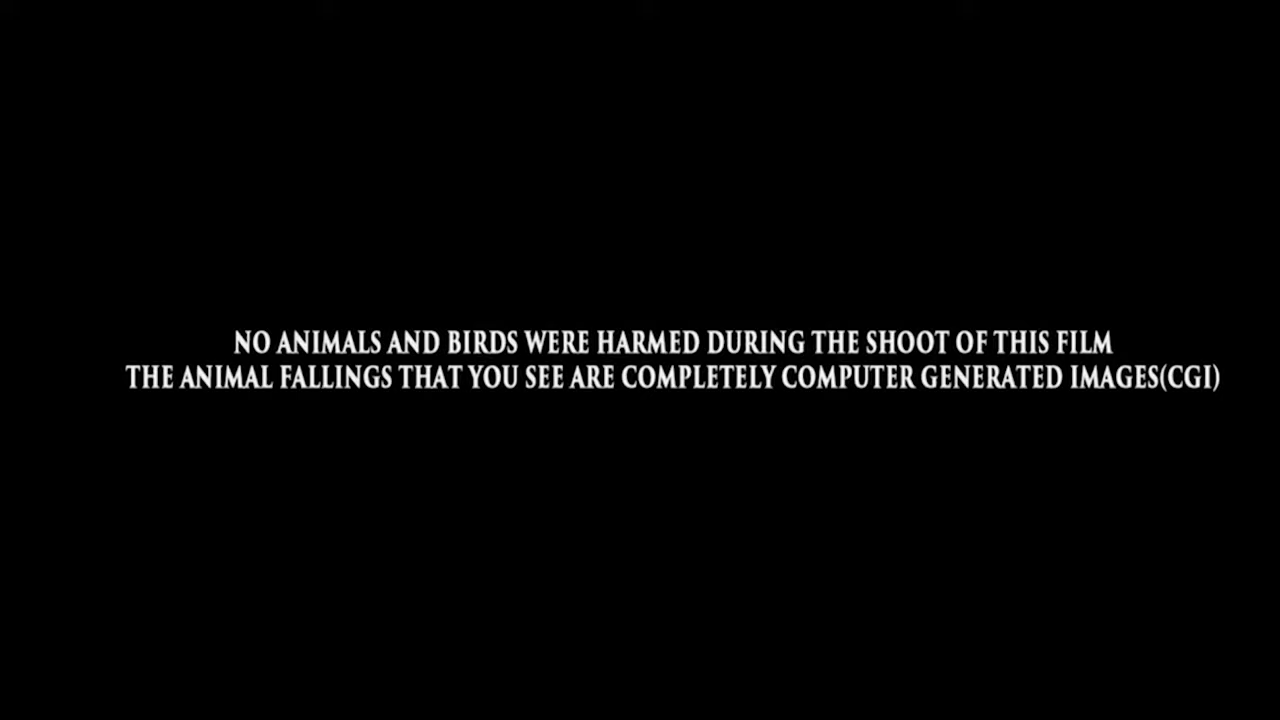 NO ANIMALS AND BIRDS WERE HARMED DURING THE SHOOT OF THIS FILM
THE ANIMAL FALLINGS THAT YOU SEE ARE COMPLETELY COMPUTER GENERATED IMAGES(CGI)